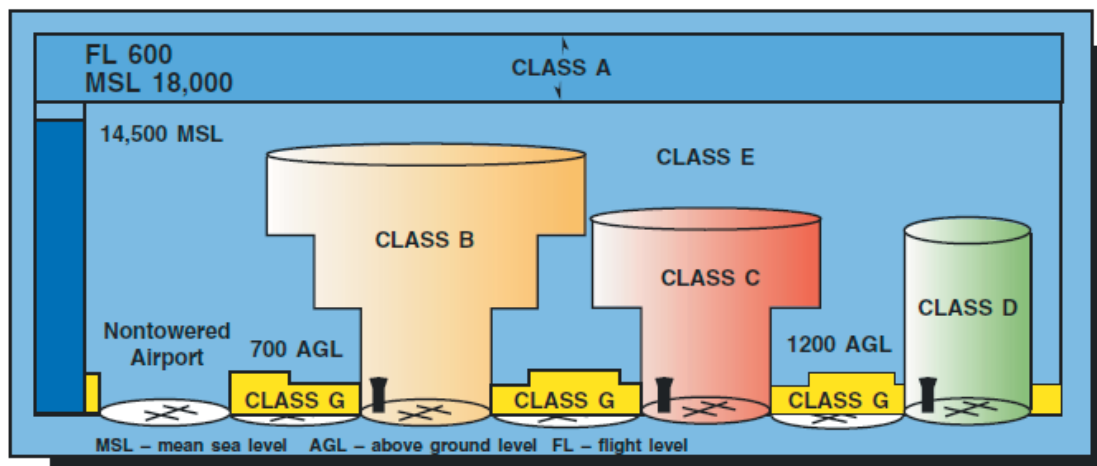 FL 600
MSL 18,000
CLASS A
14,500 MSL
CLASS E
CLASS B
CLASS C
CLASS D
Nontowered
Airport
700 AGL
1200 AGL
CLASS G
CLASS G
CLASS G
MSL – mean sea level AGL – above ground level FL – flight level